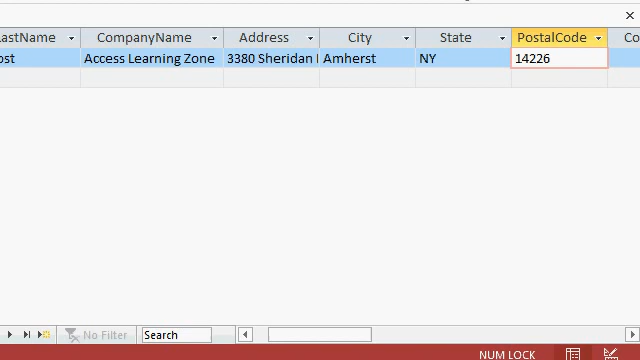 LastName CompanyName Address City State PostalCode Co
ost Access Learning Zone 3380 Sheridan Amherst NY 14226
No Filter Search
NUM LOCK